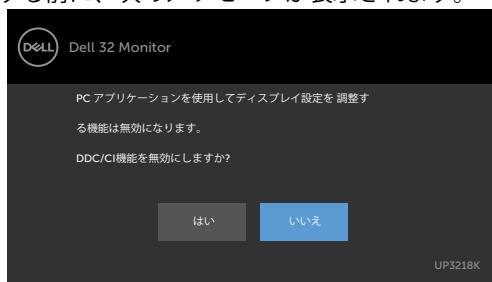 する前に、次のメッセージが表示されます。
DELL
Dell 32 Monitor
PC アプリケーションを使用してディスプレイ設定を 調整す
る機能は無効になります。
DDC/CI機能を無効にしますか?
はい
いいえ
UP3218K